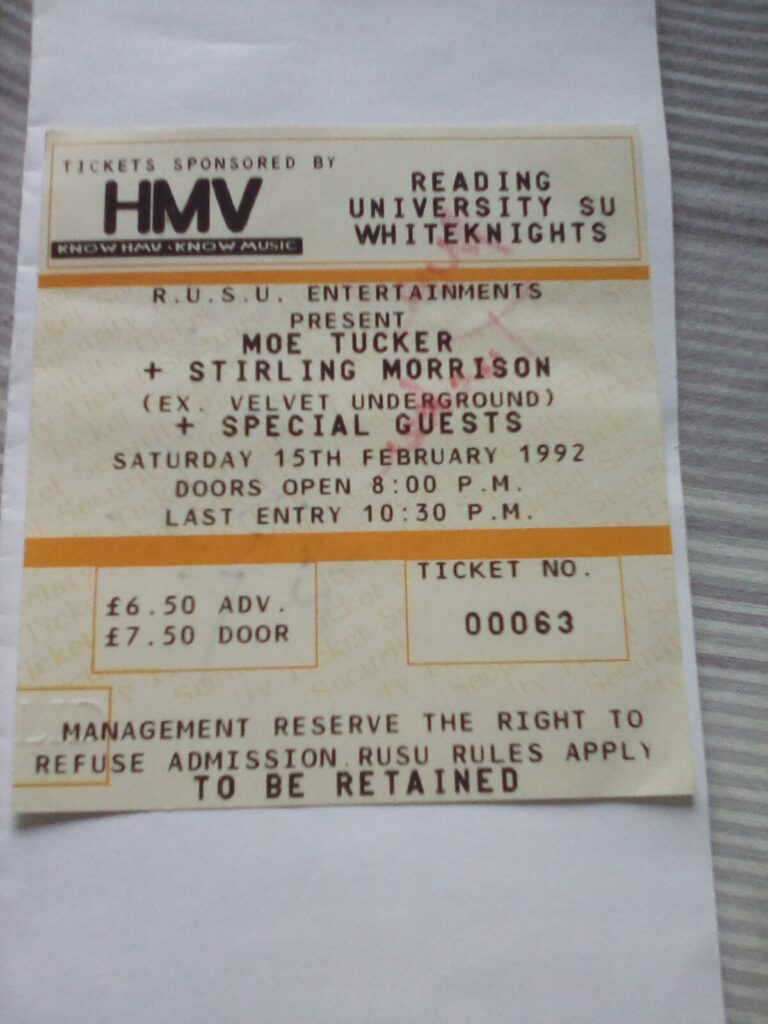 TICKETS SPONSORED BY
HMV
KNOW HMV · KNOW MUSIC
READING
UNIVERSITY SU
WHITEKNIGHTS
R.U.S.U. ENTERTAINMENTS
PRESENT
MOE TUCKER
+ STIRLING MORRISON
(EX. VELVET UNDERGROUND)
+ SPECIAL GUESTS
SATURDAY 15TH FEBRUARY 1992
DOORS OPEN 8:00 P.M.
LAST ENTRY 10:30 P.M.
£6.50 ADV.
£7.50 DOOR
TICKET NO.
00063
MANAGEMENT RESERVE THE RIGHT TO
REFUSE ADMISSION.RUSU RULES APPLY
TO BE RETAINED